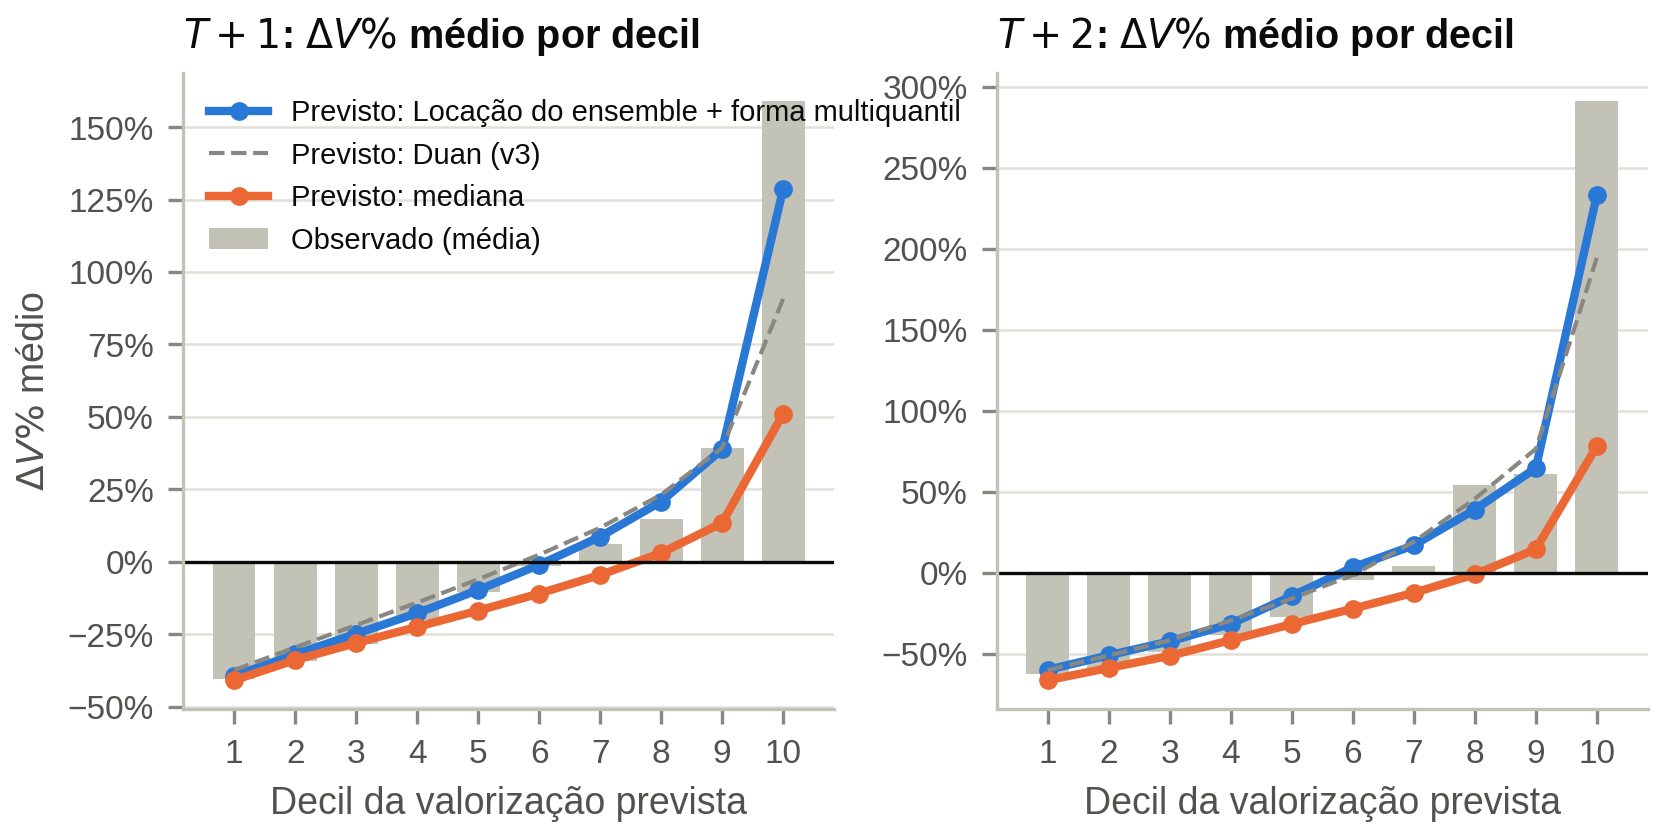 T + 1: ΔV% médio por decil
Previsto: Locação do ensemble + forma multiquantil
Previsto: Duan (v3)
Previsto: mediana
Observado (média)
150%
125%
100%
75%
50%
25%
0%
−25%
−50%
ΔV% médio
1 2 3 4 5 6 7 8 9 10
Decil da valorização prevista
T + 2: ΔV% médio por decil
300%
250%
200%
150%
100%
50%
0%
−50%
1 2 3 4 5 6 7 8 9 10
Decil da valorização prevista